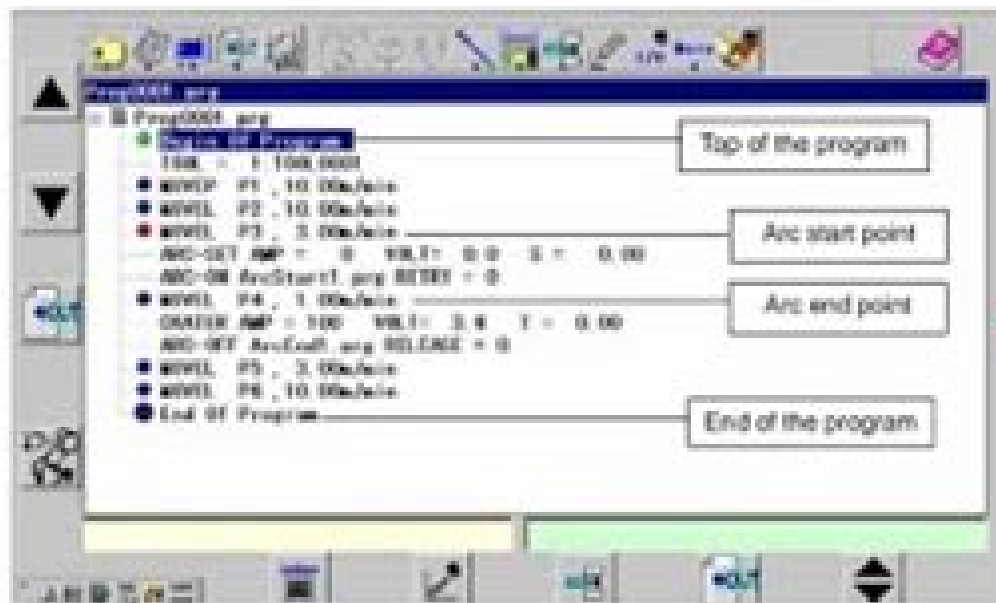 Prog0001.prg
Prog0001.prg
Begin Of Program
TOOL = 1 TOOL0001
MOVEP P1 , 10.00m/min
MOVEL P2 , 10.00m/min
MOVEL P3 , 3.00m/min
ARC-SET AMP = 0 VOLT= 0.0 S = 0.00
ARC-ON ArcStart1.prg RETRY = 0
MOVEL P4 , 1.00m/min
CRATER AMP = 100 VOLT= T = 0.00
ARC-OFF ArcEnd1.prg RELEASE = 0
MOVEL P5 , 3.00m/min
MOVEL P6 , 10.00m/min
End Of Program
Top of the program
Arc start point
Arc end point
End of the program